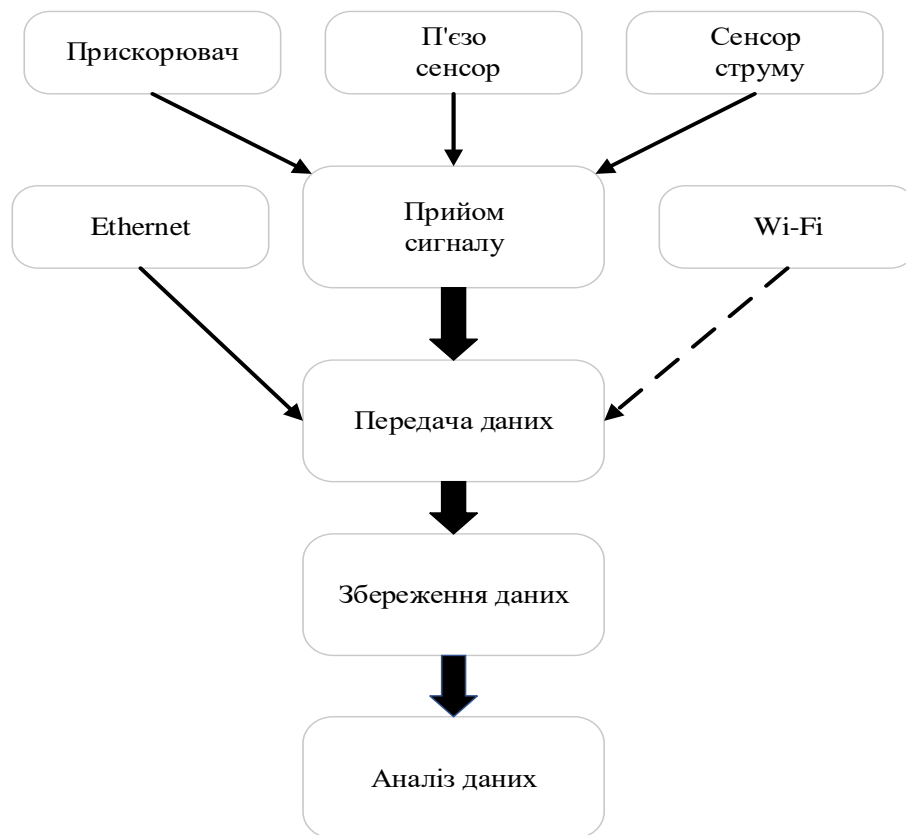 Прискорювач
П'єзо
сенсор
Сенсор
струму
Ethernet
Прийом
сигналу
Wi-Fi
Передача даних
Збереження даних
Аналіз даних